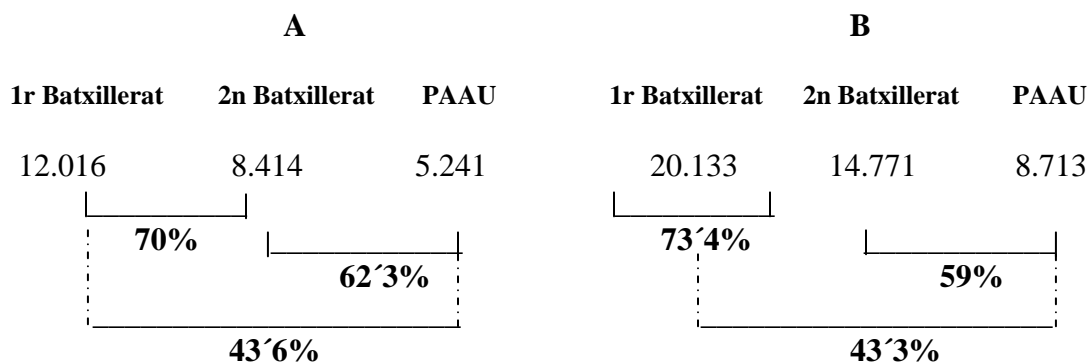 A
1r Batxillerat 2n Batxillerat PAAU
12.016 8.414 5.241
70%
62´3%
43´6%
B
1r Batxillerat 2n Batxillerat PAAU
20.133 14.771 8.713
73´4%
59%
43´3%